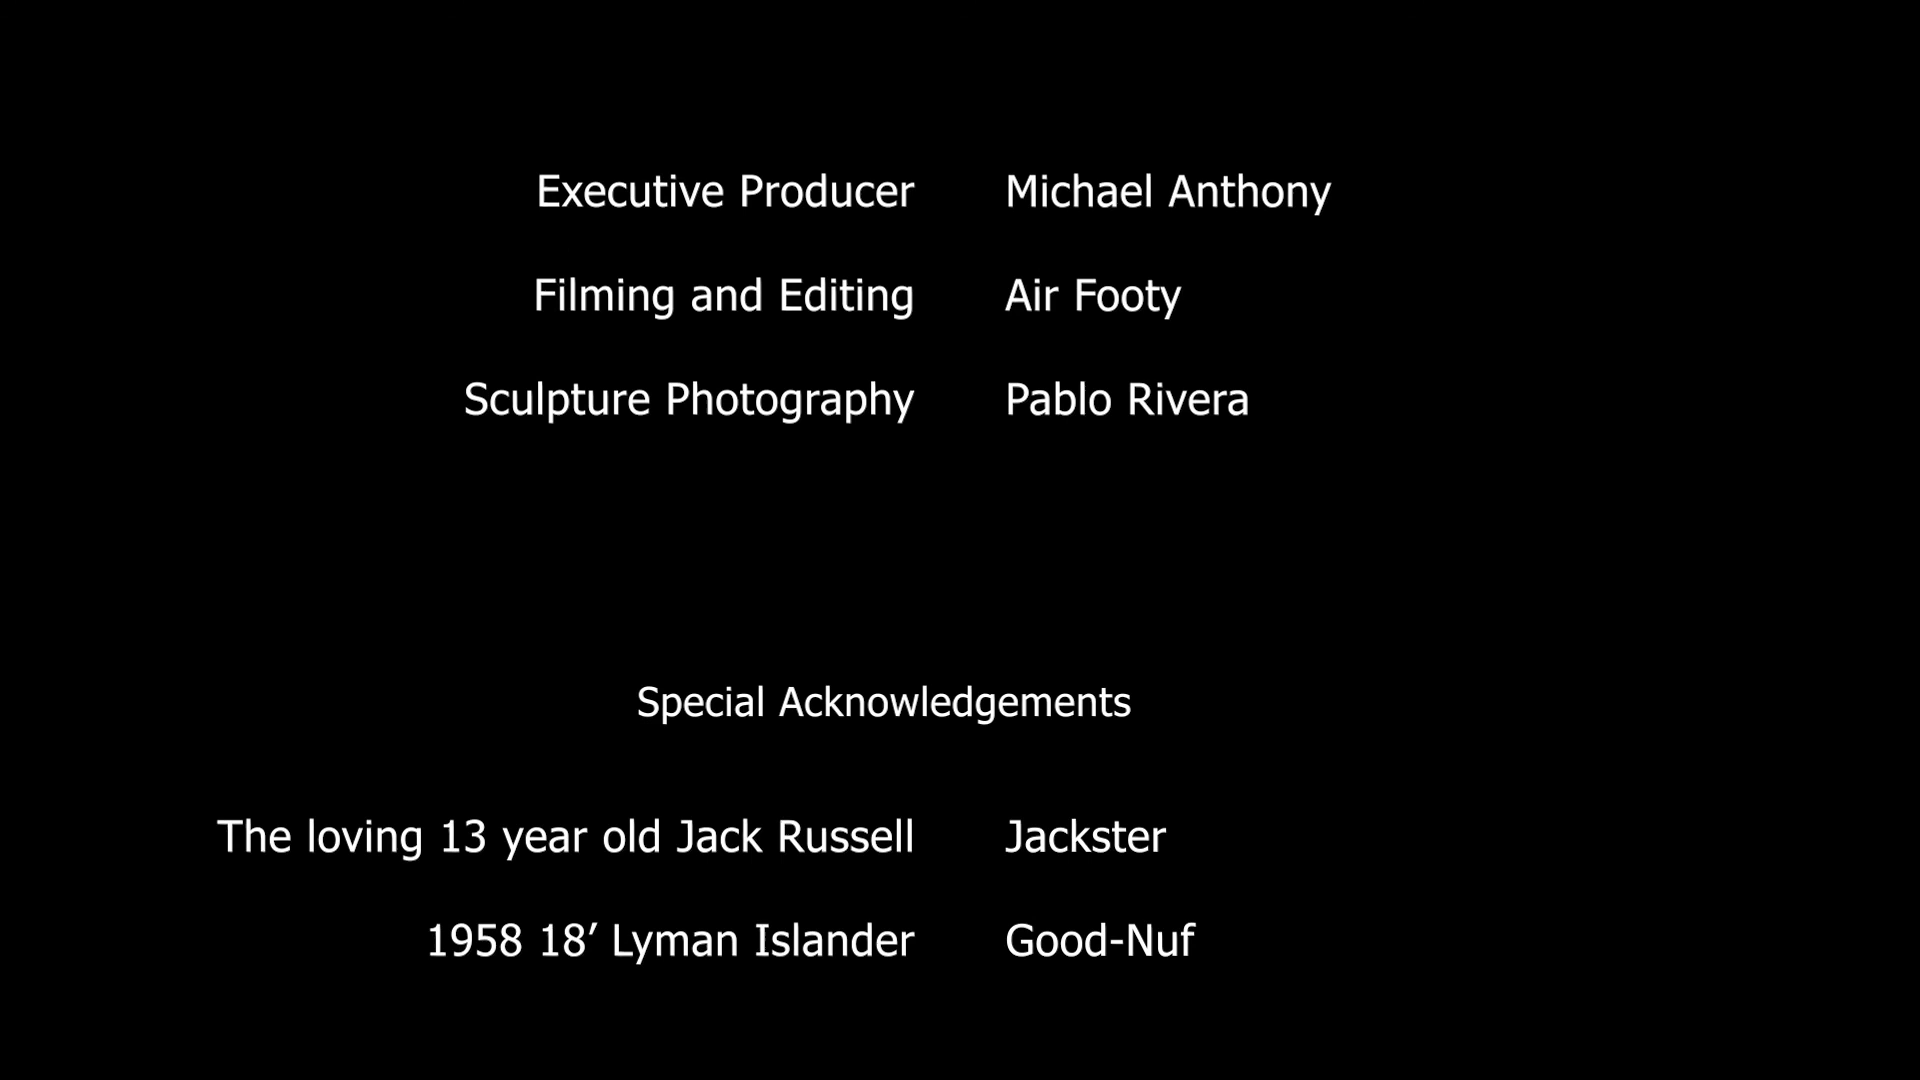 Executive Producer Michael Anthony
Filming and Editing Air Footy
Sculpture Photography Pablo Rivera
Special Acknowledgements
The loving 13 year old Jack Russell Jackster
1958 18’ Lyman Islander Good-Nuf